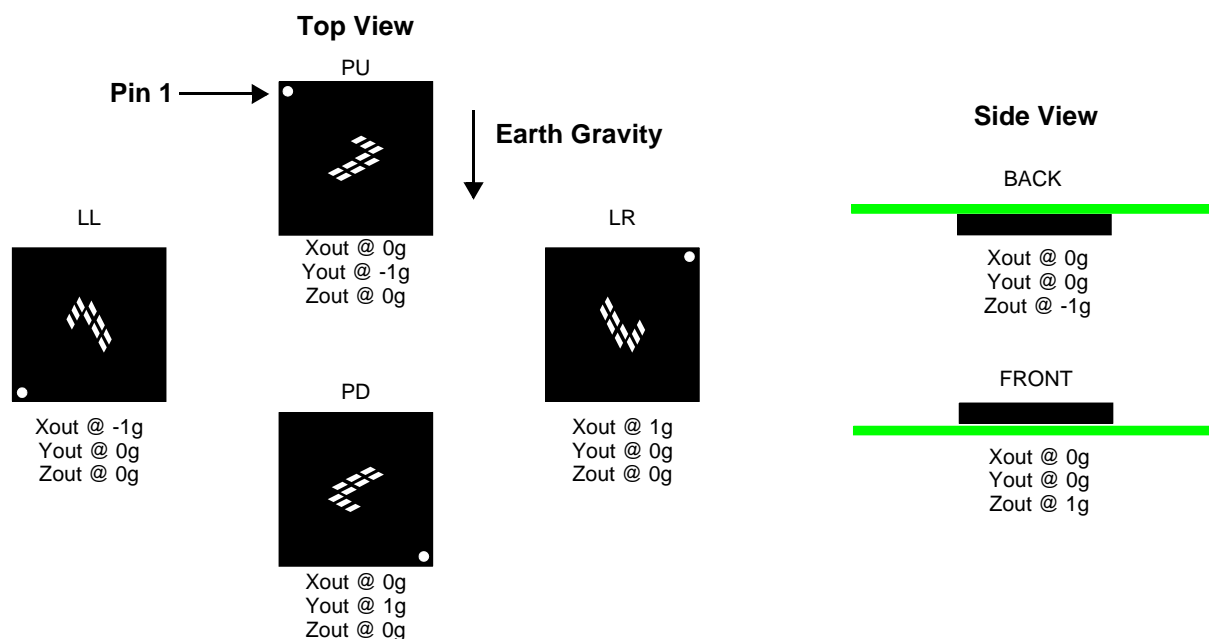 Top View
PU
Pin 1
Earth Gravity
Xout @ 0g
Yout @ -1g
Zout @ 0g
LL
Xout @ -1g
Yout @ 0g
Zout @ 0g
LR
Xout @ 1g
Yout @ 0g
Zout @ 0g
PD
Xout @ 0g
Yout @ 1g
Zout @ 0g
Side View
BACK
Xout @ 0g
Yout @ 0g
Zout @ -1g
FRONT
Xout @ 0g
Yout @ 0g
Zout @ 1g